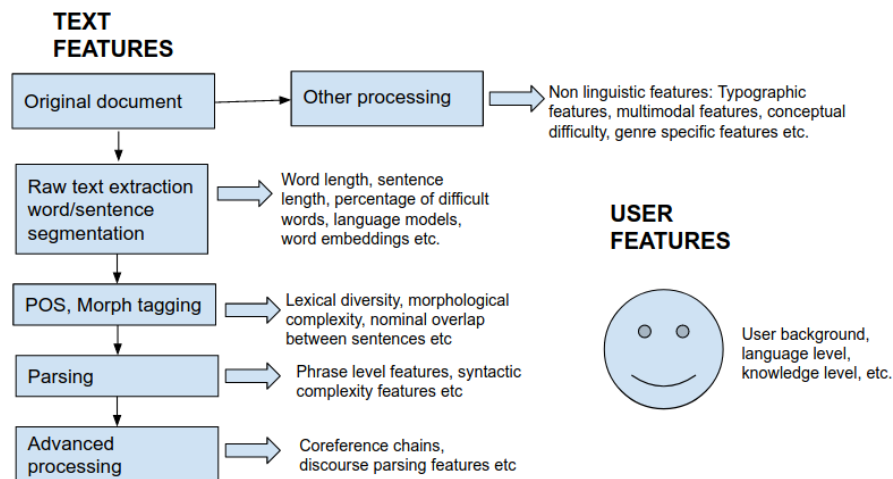 TEXT
FEATURES
Original document
Other processing
Non linguistic features: Typographic
features, multimodal features, conceptual
difficulty, genre specific features etc.
Raw text extraction
word/sentence
segmentation
Word length, sentence
length, percentage of difficult
words, language models,
word embeddings etc.
USER
FEATURES
POS, Morph tagging
Lexical diversity, morphological
complexity, nominal overlap
between sentences etc
User background,
language level,
knowledge level, etc.
Parsing
Phrase level features, syntactic
complexity features etc
Advanced
processing
Coreference chains,
discourse parsing features etc